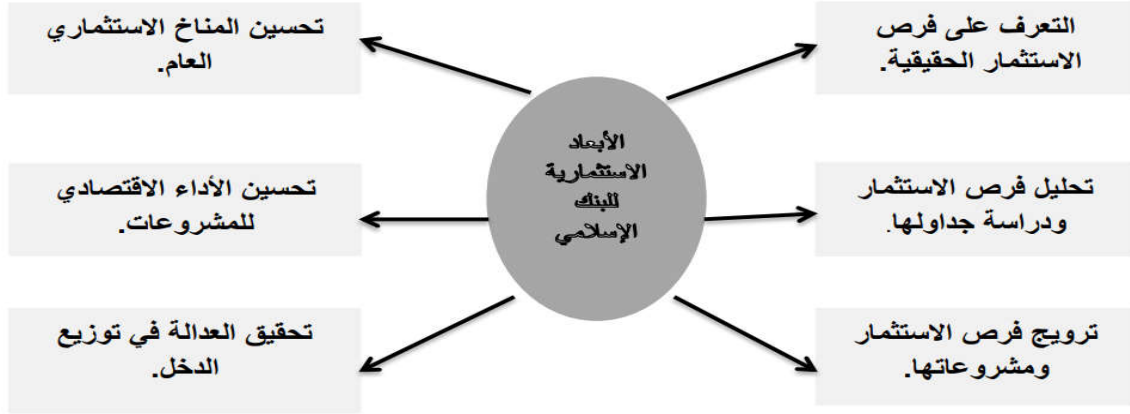 التعرف على فرص
الاستثمار الحقيقية.
تحليل فرص الاستثمار
ودراسة جداولها.
ترويج فرص الاستثمار
ومشروعاتها.
الأبعاد
الاستثمارية
للبنك
الإسلامي
تحسين المناخ الاستثماري
العام.
تحسين الأداء الاقتصادي
للمشروعات.
تحقيق العدالة في توزيع
الدخل.